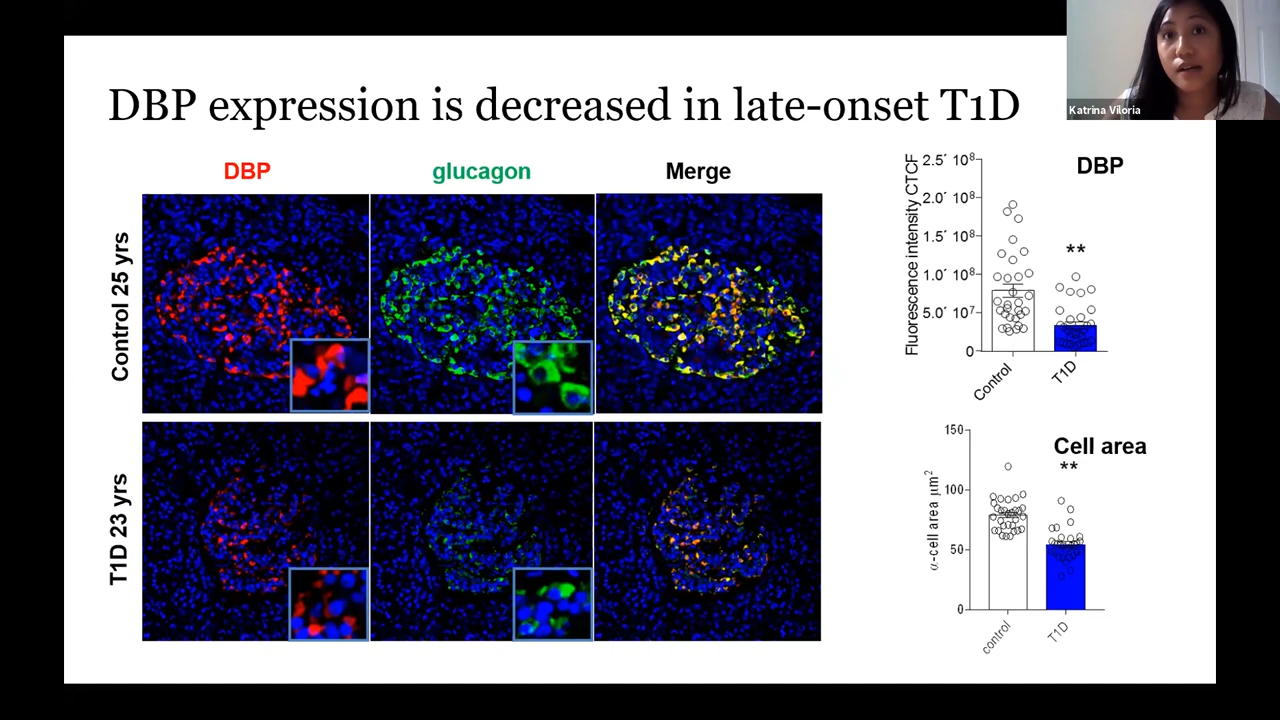 DBP expression is decreased in late-onset T1D
Katrina Viloria
DBP
glucagon
Merge
Control 25 yrs
T1D 23 yrs
DBP
Fluorescence intensity CTCF
2.5´ 10⁸
2.0´ 10⁸
1.5´ 10⁸
1.0´ 10⁸
5.0´ 10⁷
0
**
Control
T1D
Cell area
**
α-cell area µm²
150
100
50
0
control
T1D